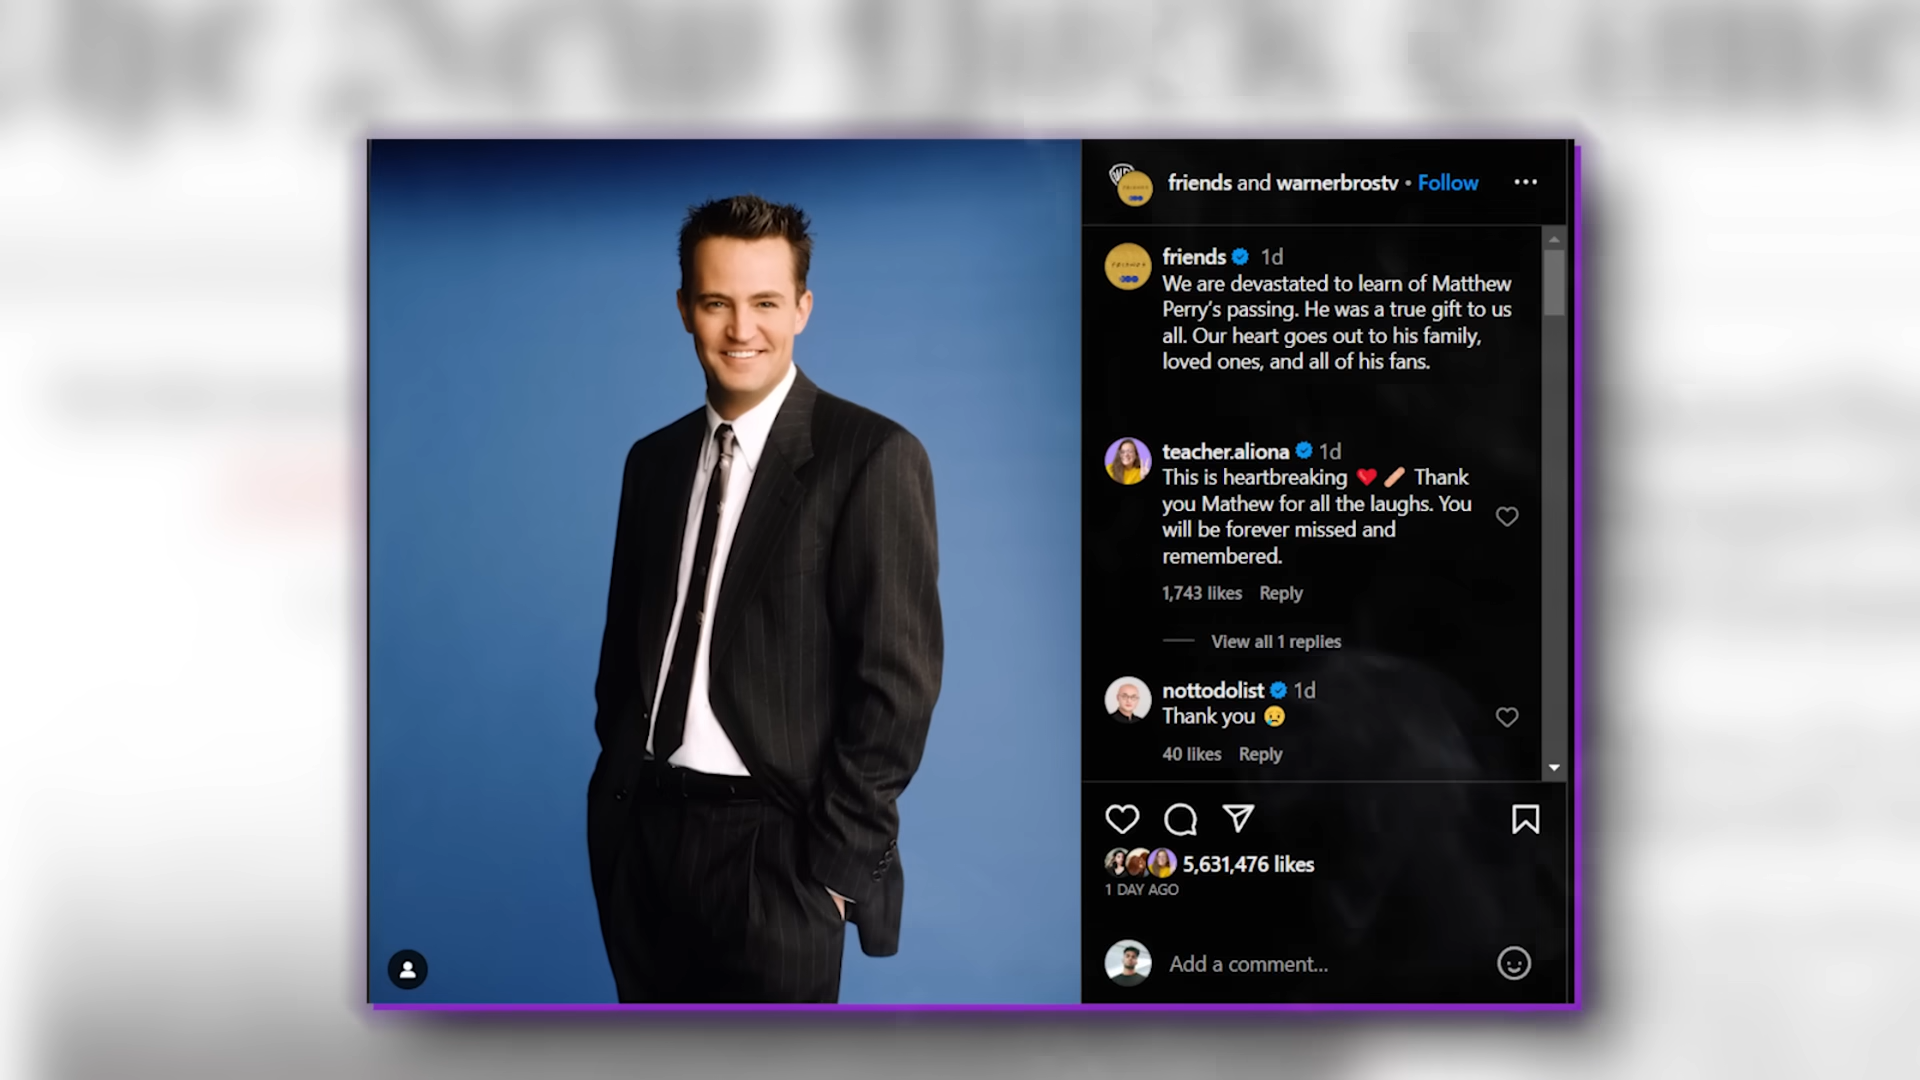 friends and warnerbrostv • Follow
friends 1d
We are devastated to learn of Matthew
Perry’s passing. He was a true gift to us
all. Our heart goes out to his family,
loved ones, and all of his fans.
teacher.aliona 1d
This is heartbreaking ❤️🩹 Thank
you Mathew for all the laughs. You
will be forever missed and
remembered.
1,743 likes Reply
View all 1 replies
nottodolist 1d
Thank you 😢
40 likes Reply
5,631,476 likes
1 DAY AGO
Add a comment...